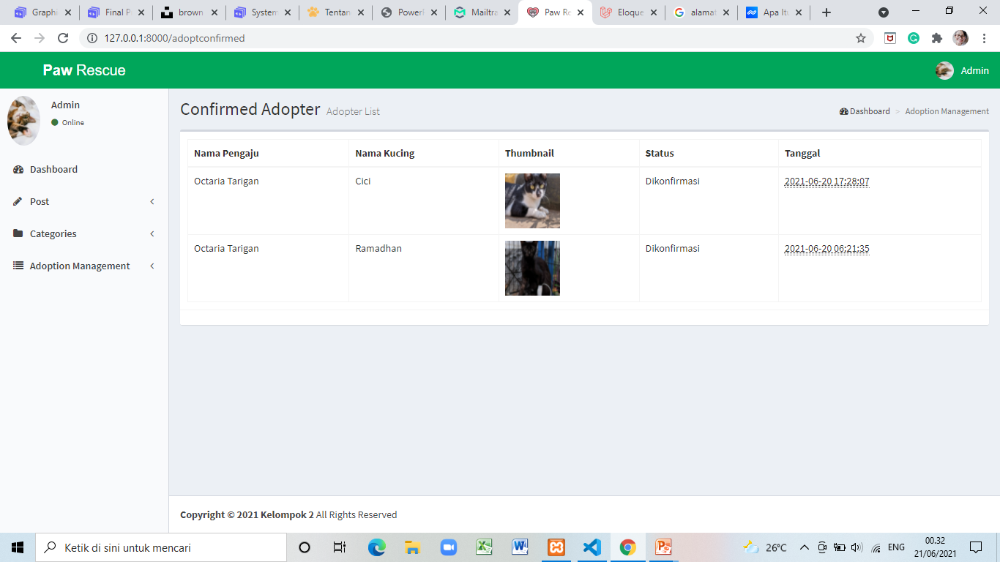 Graphi
Final P
brown
System
Tentan
PowerP
Mailtra
Paw Re
Eloque
alamat
Apa Itu
127.0.0.1:8000/adoptconfirmed
Paw Rescue
Admin
Admin
Online
Dashboard
Post
Categories
Adoption Management
Confirmed Adopter Adopter List
Dashboard > Adoption Management
Nama Pengaju Nama Kucing Thumbnail Status Tanggal
Octaria Tarigan Cici Dikonfirmasi 2021-06-20 17:28:07
Octaria Tarigan Ramadhan Dikonfirmasi 2021-06-20 06:21:35
Copyright © 2021 Kelompok 2 All Rights Reserved
Ketik di sini untuk mencari
26°C
ENG
00.32
21/06/2021